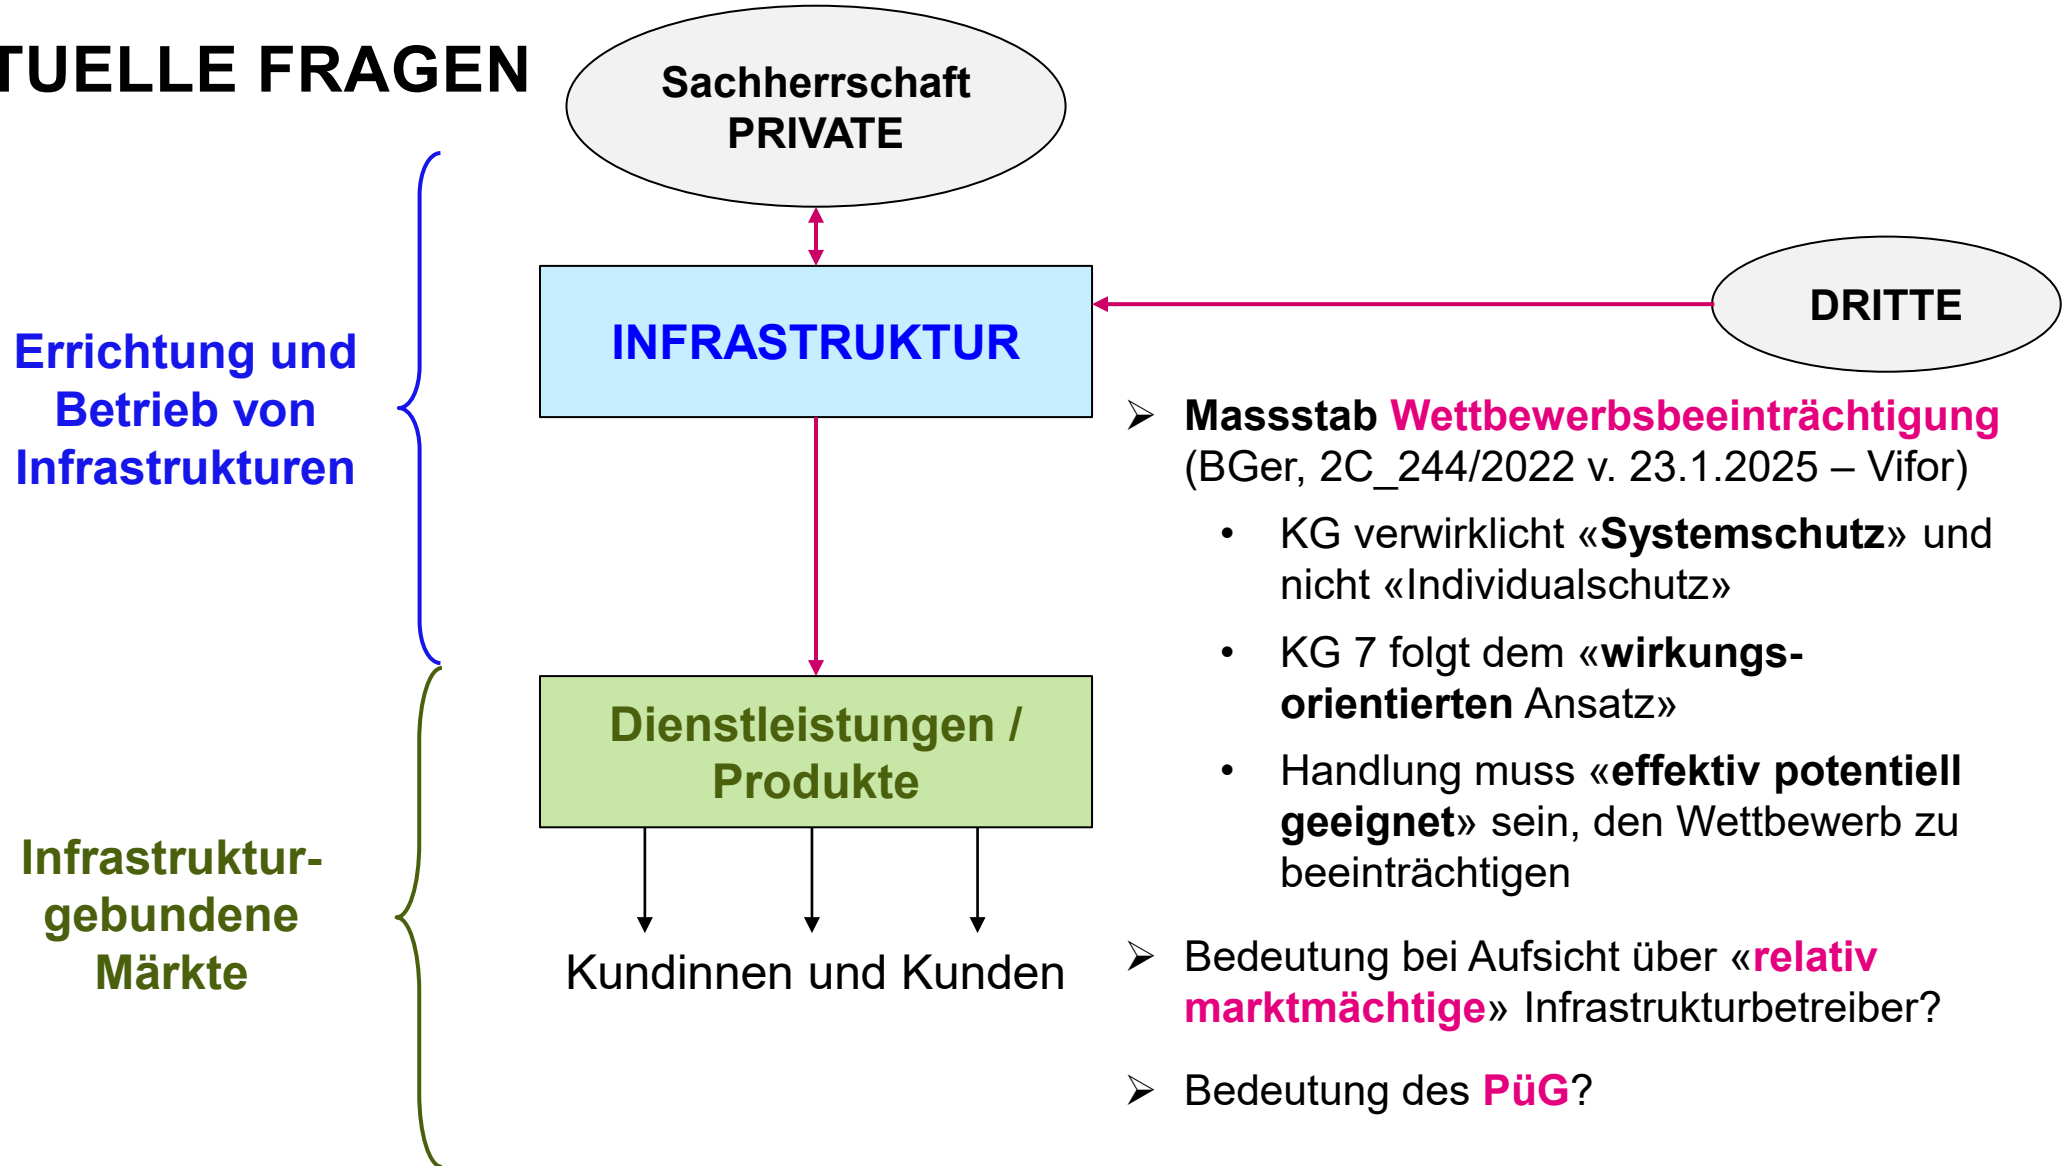 TUELLE FRAGEN
Sachherrschaft
PRIVATE
Errichtung und
Betrieb von
Infrastrukturen
INFRASTRUKTUR
DRITTE
➢ Massstab Wettbewerbsbeeinträchtigung
(BGer, 2C_244/2022 v. 23.1.2025 – Vifor)
• KG verwirklicht «Systemschutz» und
nicht «Individualschutz»
• KG 7 folgt dem «wirkungs-
orientierten Ansatz»
• Handlung muss «effektiv potentiell
geeignet» sein, den Wettbewerb zu
beeinträchtigen
➢ Bedeutung bei Aufsicht über «relativ
marktmächtige» Infrastrukturbetreiber?
➢ Bedeutung des PüG?
Dienstleistungen /
Produkte
Infrastruktur-
gebundene
Märkte
Kundinnen und Kunden